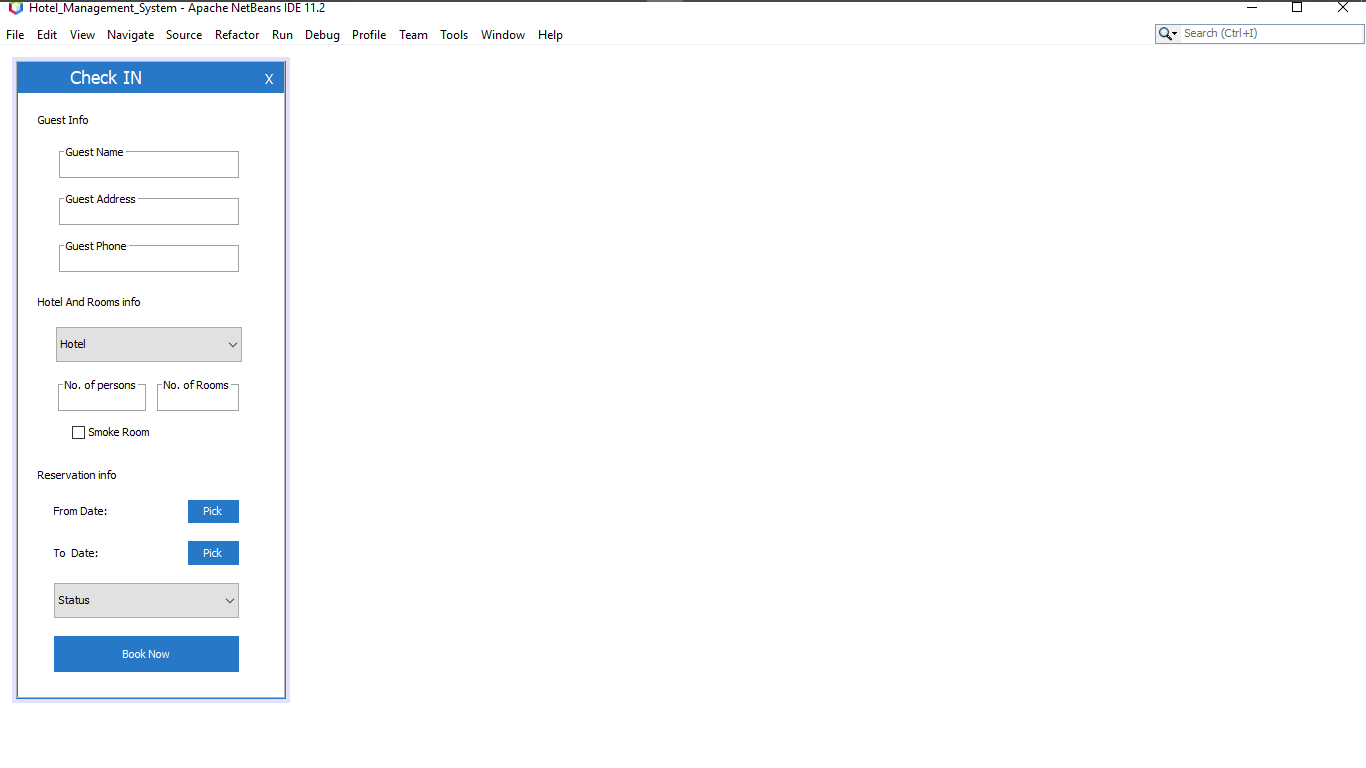 Hotel_Management_System - Apache NetBeans IDE 11.2
File Edit View Navigate Source Refactor Run Debug Profile Team Tools Window Help
Search (Ctrl+I)
Check IN X
Guest Info
Guest Name
Guest Address
Guest Phone
Hotel And Rooms info
Hotel
No. of persons No. of Rooms
Smoke Room
Reservation info
From Date: Pick
To Date: Pick
Status
Book Now